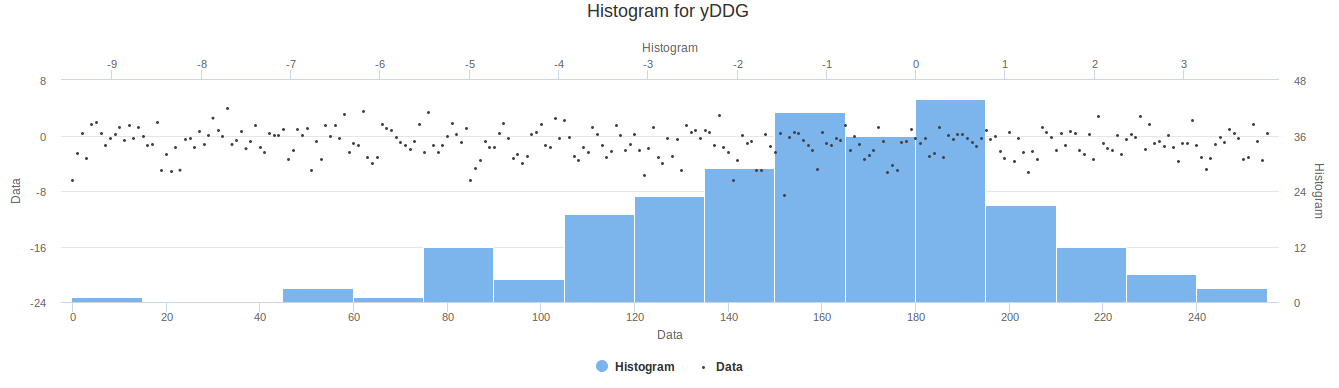 Histogram for yDDG
Histogram
-9 -8 -7 -6 -5 -4 -3 -2 -1 0 1 2 3
8 48
0 36
-8 24
-16 12
-24 0
Data
Histogram
0 20 40 60 80 100 120 140 160 180 200 220 240
Data
Histogram Data